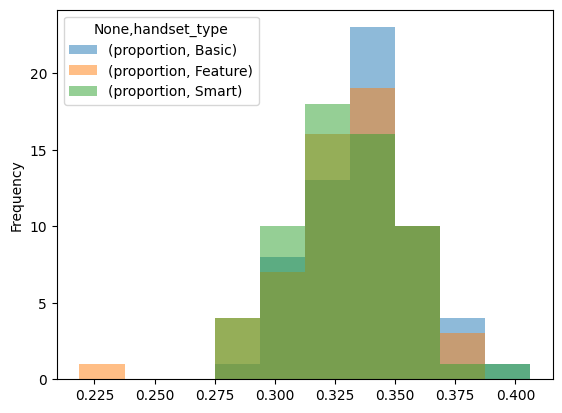 None,handset_type
(proportion, Basic)
(proportion, Feature)
(proportion, Smart)
Frequency
20
15
10
5
0
0.225 0.250 0.275 0.300 0.325 0.350 0.375 0.400